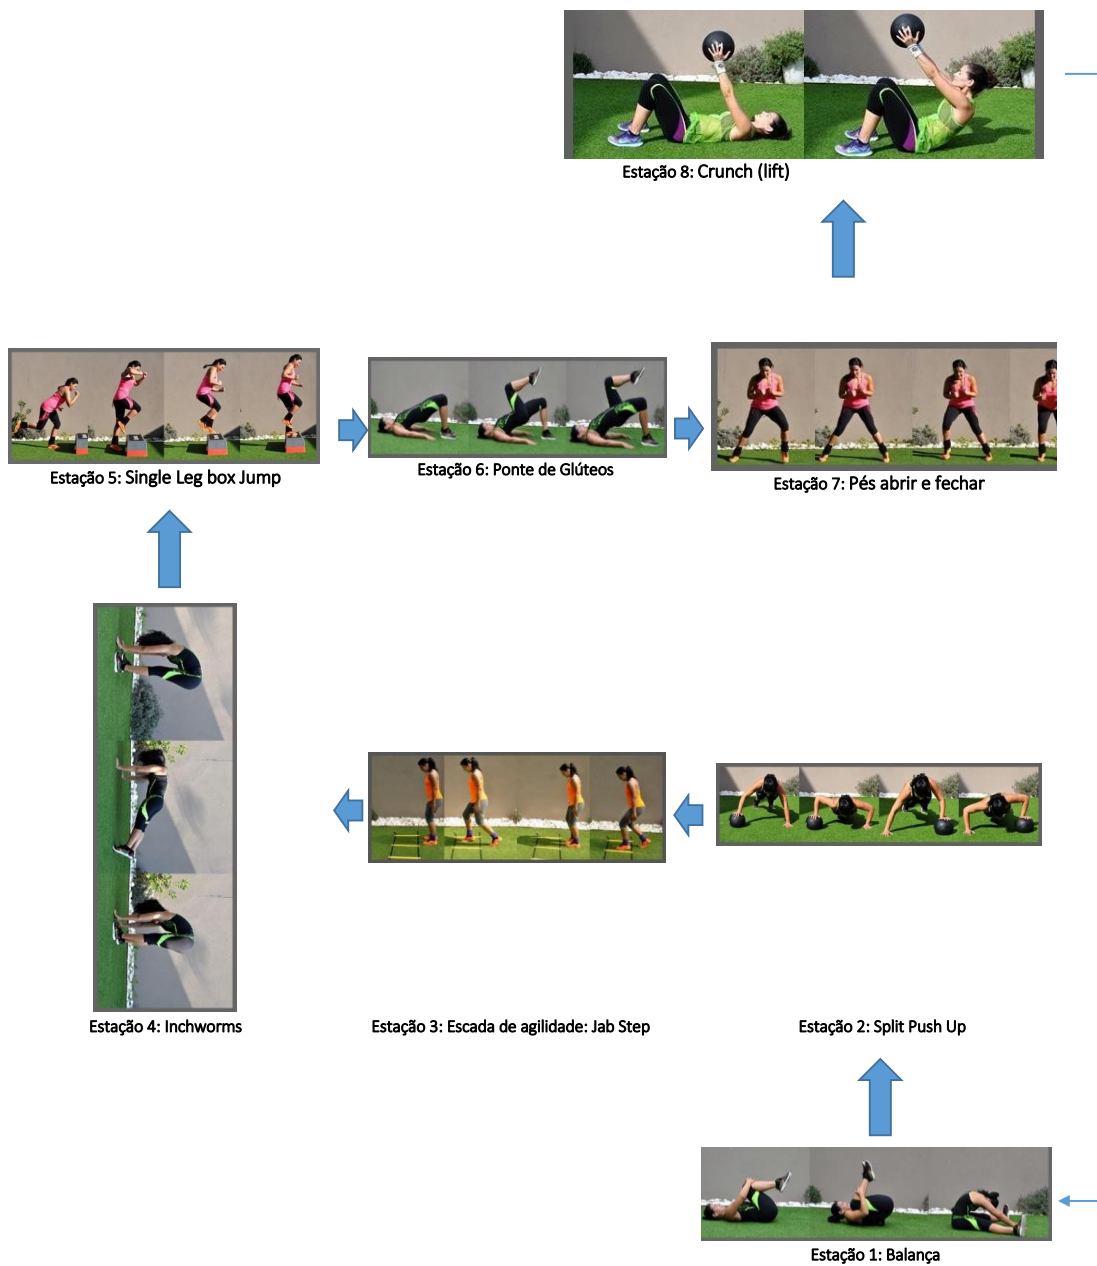 Estação 8: Crunch (lift)
Estação 5: Single Leg box Jump
Estação 6: Ponte de Glúteos
Estação 7: Pés abrir e fechar
Estação 4: Inchworms
Estação 3: Escada de agilidade: Jab Step
Estação 2: Split Push Up
Estação 1: Balança